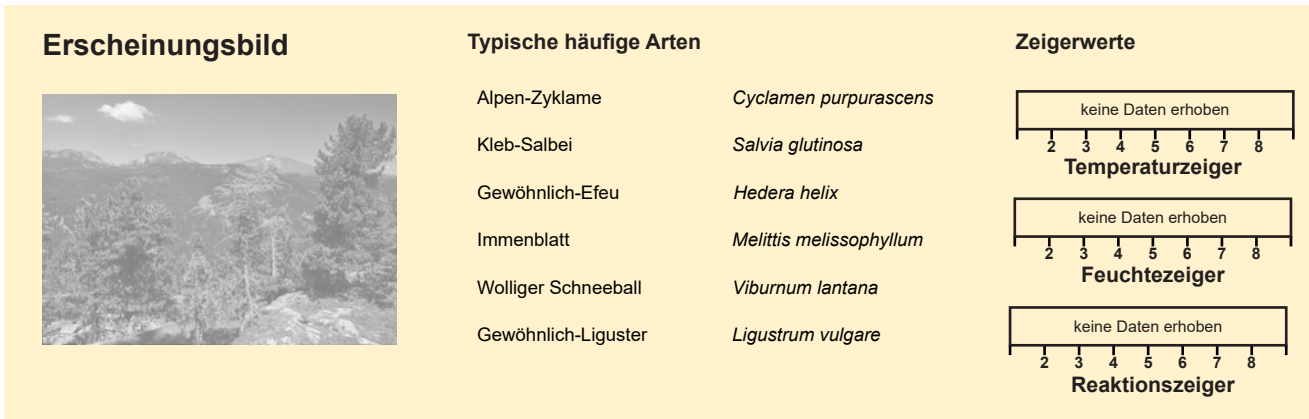 Erscheinungsbild
Typische häufige Arten
Alpen-Zyklame Cyclamen purpurascens
Kleb-Salbei Salvia glutinosa
Gewöhnlich-Efeu Hedera helix
Immenblatt Melittis melissophyllum
Wolliger Schneeball Viburnum lantana
Gewöhnlich-Liguster Ligustrum vulgare
Zeigerwerte
keine Daten erhoben
2 3 4 5 6 7 8
Temperaturzeiger
keine Daten erhoben
2 3 4 5 6 7 8
Feuchtezeiger
keine Daten erhoben
2 3 4 5 6 7 8
Reaktionszeiger